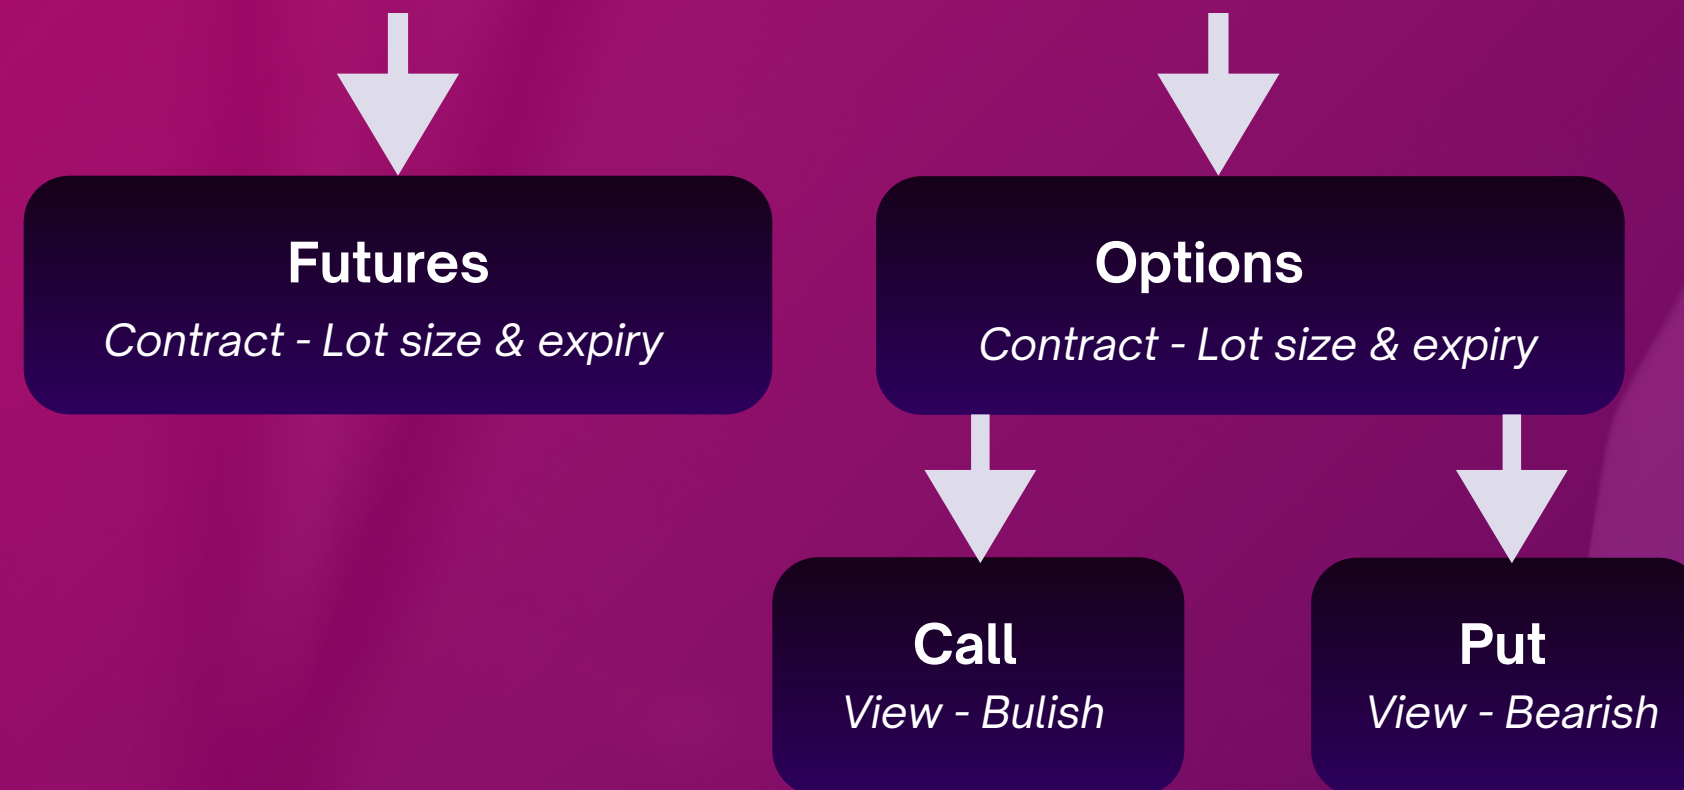 Futures
Contract - Lot size & expiry
Options
Contract - Lot size & expiry
Call
View - Bulish
Put
View - Bearish